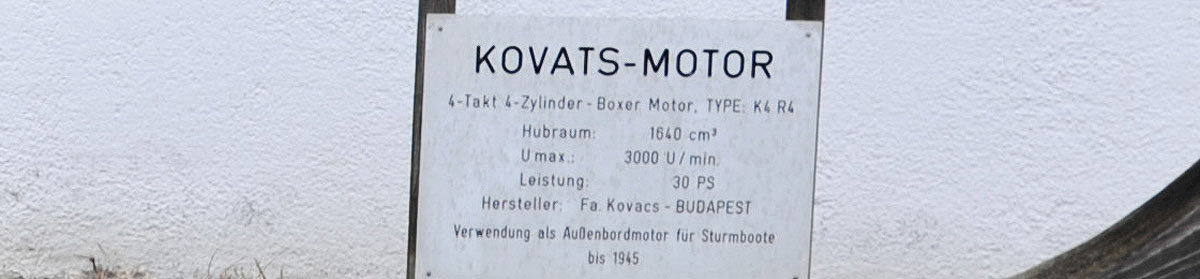 KOVATS-MOTOR
4-Takt 4-Zylinder - Boxer Motor, TYPE: K4 R4
Hubraum: 1640 cm³
U max.: 3000 U/min.
Leistung: 30 PS
Hersteller: Fa. Kovacs - BUDAPEST
Verwendung als Außenbordmotor für Sturmboote
bis 1945